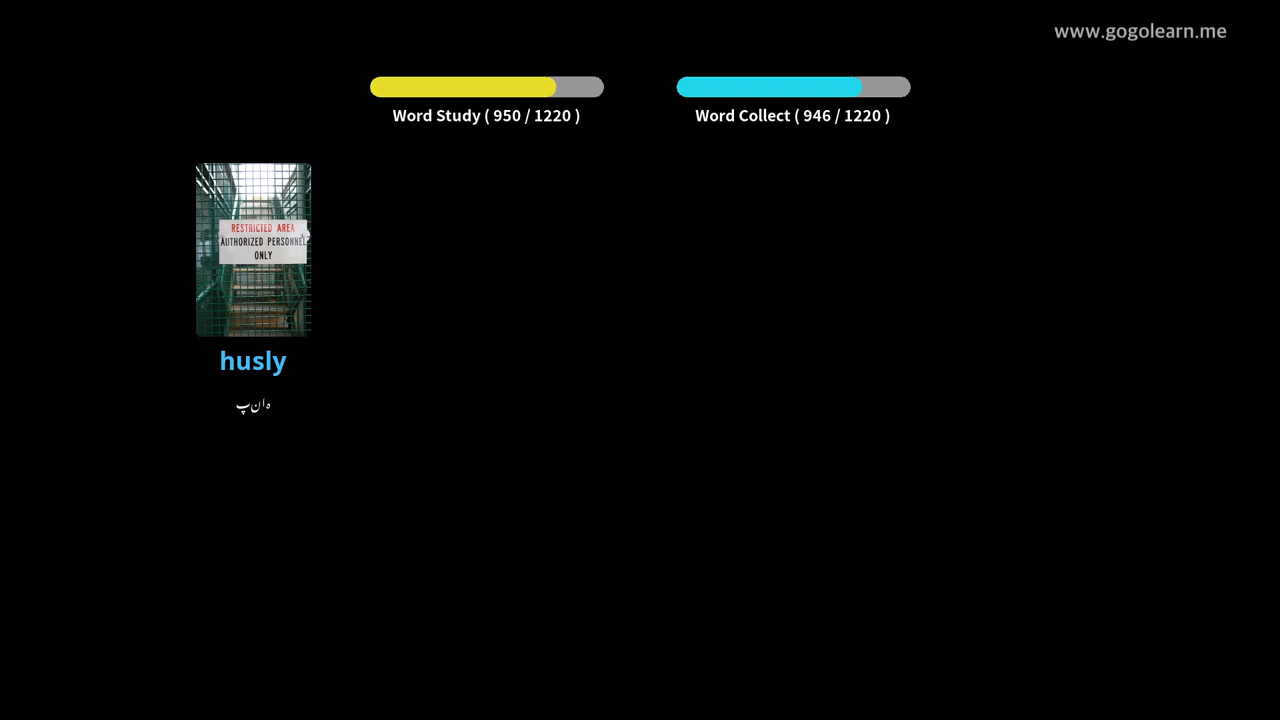 www.gogolearn.me
Word Study ( 950 / 1220 )
Word Collect ( 946 / 1220 )
RESTRICTED AREA
AUTHORIZED PERSONNEL
ONLY
husly
پناہ